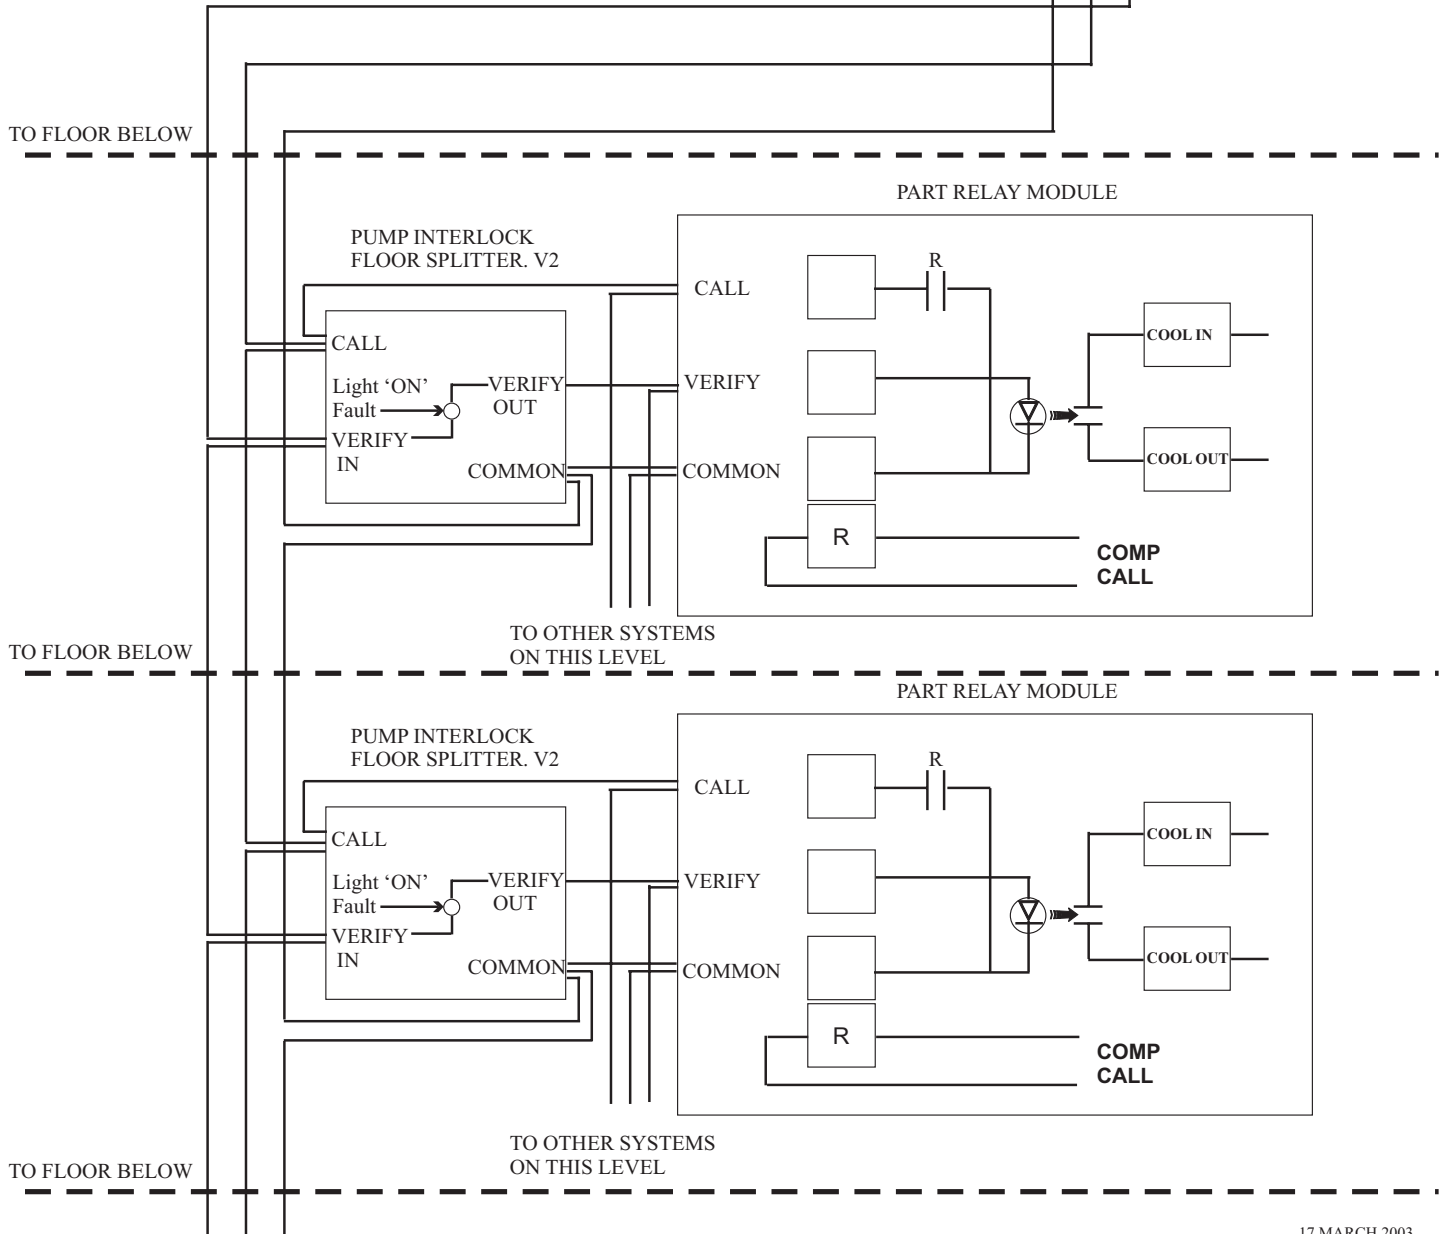 TO FLOOR BELOW
PART RELAY MODULE
PUMP INTERLOCK
FLOOR SPLITTER. V2
R
CALL
COOL IN
CALL
Light ‘ON’
Fault
VERIFY
OUT
VERIFY
VERIFY
IN
COMMON
COMMON
COOL OUT
R
COMP
CALL
TO OTHER SYSTEMS
ON THIS LEVEL
TO FLOOR BELOW
PART RELAY MODULE
PUMP INTERLOCK
FLOOR SPLITTER. V2
R
CALL
COOL IN
CALL
Light ‘ON’
Fault
VERIFY
OUT
VERIFY
VERIFY
IN
COMMON
COMMON
COOL OUT
R
COMP
CALL
TO OTHER SYSTEMS
ON THIS LEVEL
TO FLOOR BELOW
17 MARCH 2003